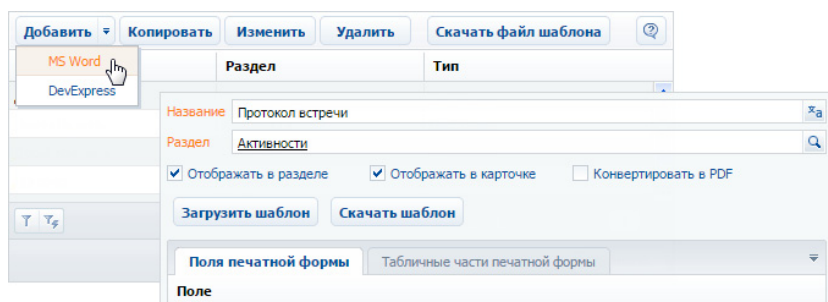 Добавить Копировать Изменить Удалить Скачать файл шаблона
MS Word Раздел Тип
DevExpress
Название Протокол встречи
Раздел Активности
Отображать в разделе Отображать в карточке Конвертировать в PDF
Загрузить шаблон Скачать шаблон
Поля печатной формы Табличные части печатной формы
Поле